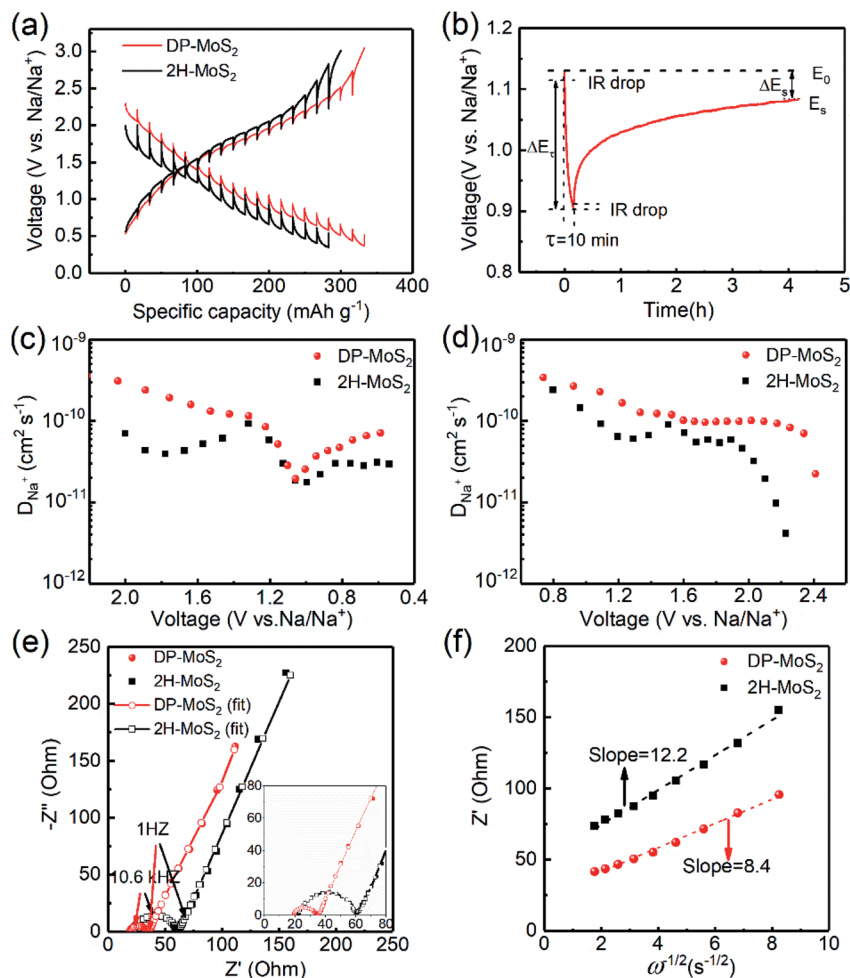 (a)
DP-MoS₂
2H-MoS₂
Voltage (V vs. Na/Na⁺)
3.0
2.5
2.0
1.5
1.0
0.5
0.0
0 100 200 300 400
Specific capacity (mAh g⁻¹)
(b)
Voltage(V vs. Na/Na⁺)
1.2
1.1
1.0
0.9
0.8
IR drop
ΔEₛ
E₀
Eₛ
ΔE_τ
IR drop
τ=10 min
0 1 2 3 4 5
Time(h)
(c)
DP-MoS₂
2H-MoS₂
D_Na⁺ (cm² s⁻¹)
10⁻⁹
10⁻¹⁰
10⁻¹¹
10⁻¹²
2.0 1.6 1.2 0.8 0.4
Voltage (V vs.Na/Na⁺)
(d)
DP-MoS₂
2H-MoS₂
D_Na⁺ (cm² s⁻¹)
10⁻⁹
10⁻¹⁰
10⁻¹¹
10⁻¹²
0.8 1.2 1.6 2.0 2.4
Voltage (V vs. Na/Na⁺)
(e)
DP-MoS₂
2H-MoS₂
DP-MoS₂ (fit)
2H-MoS₂ (fit)
-Z" (Ohm)
250
200
150
100
50
0
1HZ
10.6 kHZ
80
60
40
20
0
0 20 40 60 80
0 50 100 150 200 250
Z' (Ohm)
(f)
DP-MoS₂
2H-MoS₂
Z' (Ohm)
200
150
100
50
0
Slope=12.2
Slope=8.4
0 2 4 6 8 10
ω⁻¹/²(s⁻¹/²)